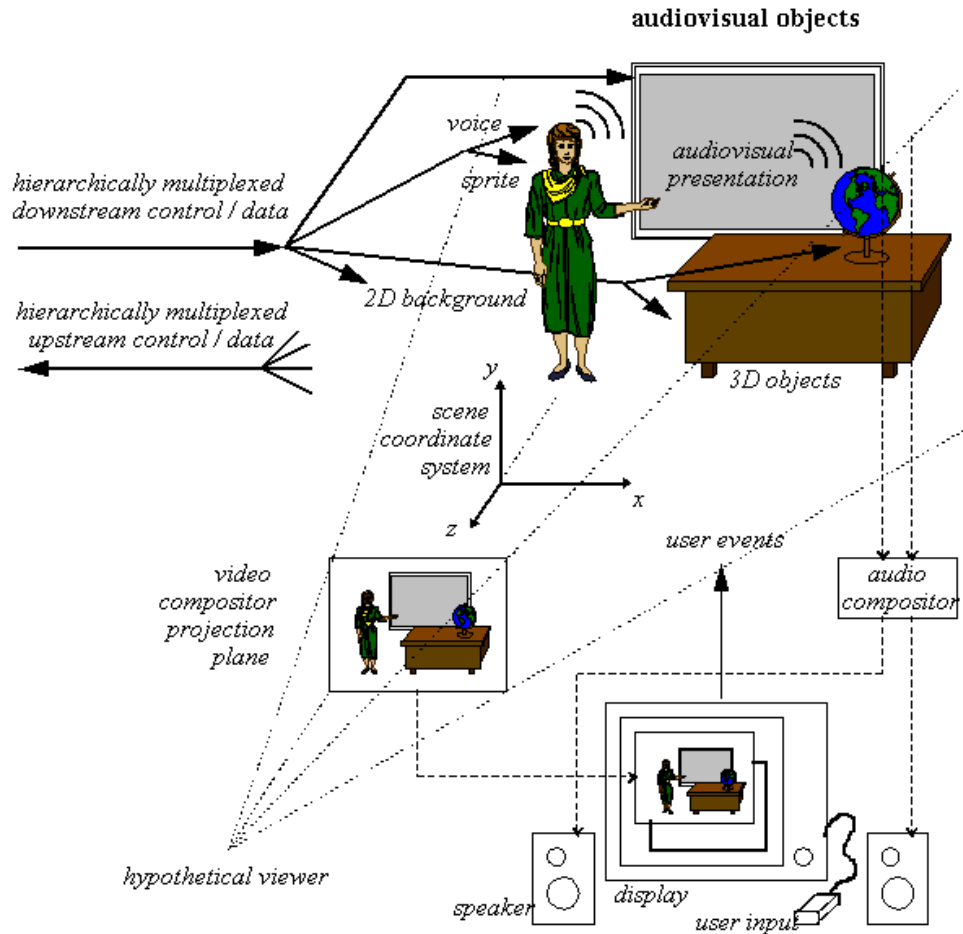 audiovisual objects
voice
sprite
audiovisual
presentation
hierarchically multiplexed
downstream control / data
2D background
hierarchically multiplexed
upstream control / data
3D objects
y
scene
coordinate
system
x
z
user events
video
compositor
projection
plane
audio
compositor
hypothetical viewer
speaker
display
user input